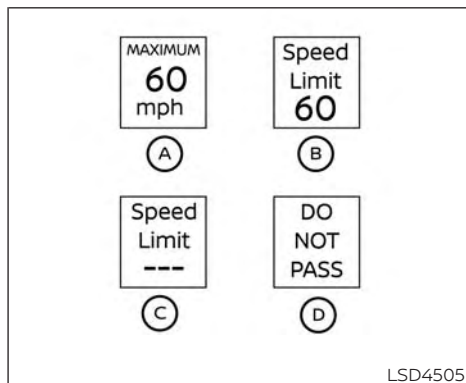 MAXIMUM
60
mph
A
Speed
Limit
60
B
Speed
Limit
---
C
DO
NOT
PASS
D
LSD4505